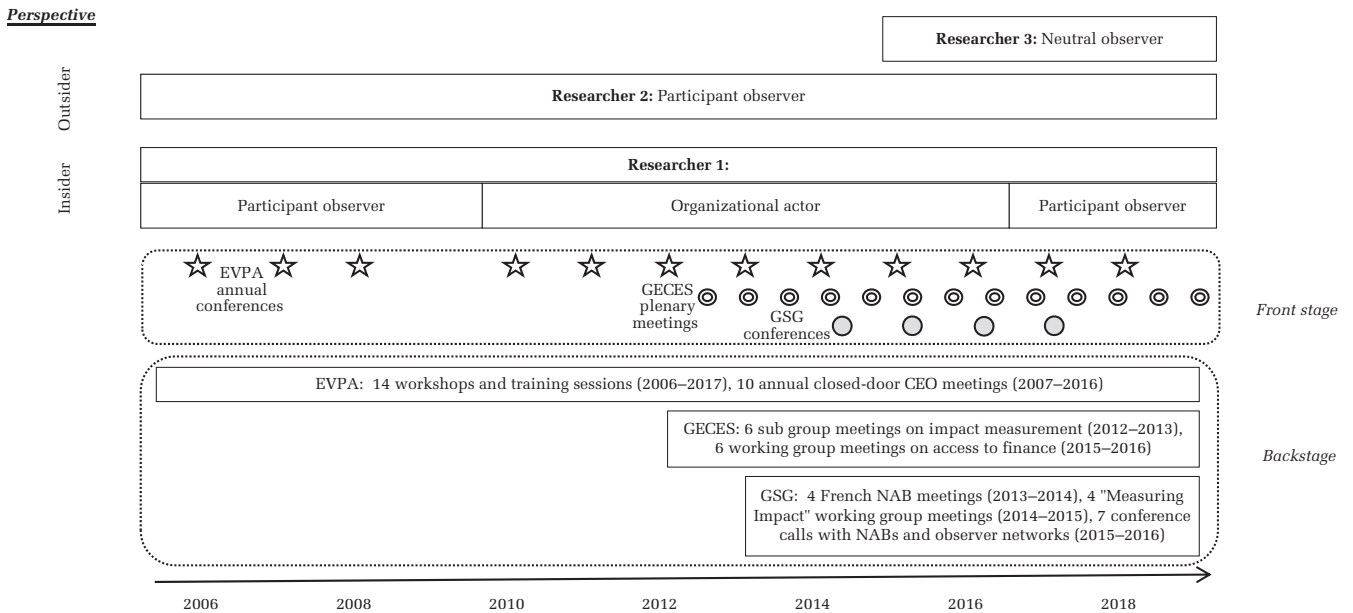 Perspective
Researcher 3: Neutral observer
Outsider
Researcher 2: Participant observer
Insider
Researcher 1:
Participant observer
Organizational actor
Participant observer
EVPA
annual
conferences
GECES
plenary
meetings
GSG
conferences
Front stage
EVPA: 14 workshops and training sessions (2006–2017), 10 annual closed-door CEO meetings (2007–2016)
GECES: 6 sub group meetings on impact measurement (2012–2013),
6 working group meetings on access to finance (2015–2016)
Backstage
GSG: 4 French NAB meetings (2013–2014), 4 "Measuring
Impact" working group meetings (2014–2015), 7 conference
calls with NABs and observer networks (2015–2016)
2006 2008 2010 2012 2014 2016 2018